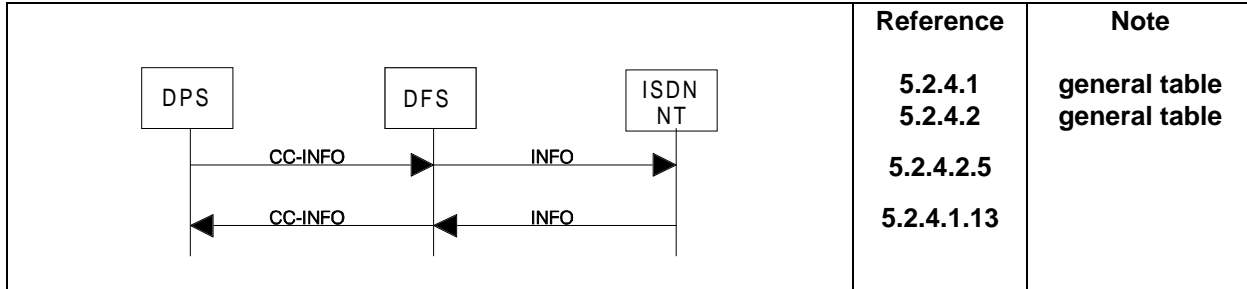 Reference Note
DPS DFS ISDN NT
5.2.4.1 general table
5.2.4.2 general table
CC-INFO INFO
5.2.4.2.5
CC-INFO INFO
5.2.4.1.13